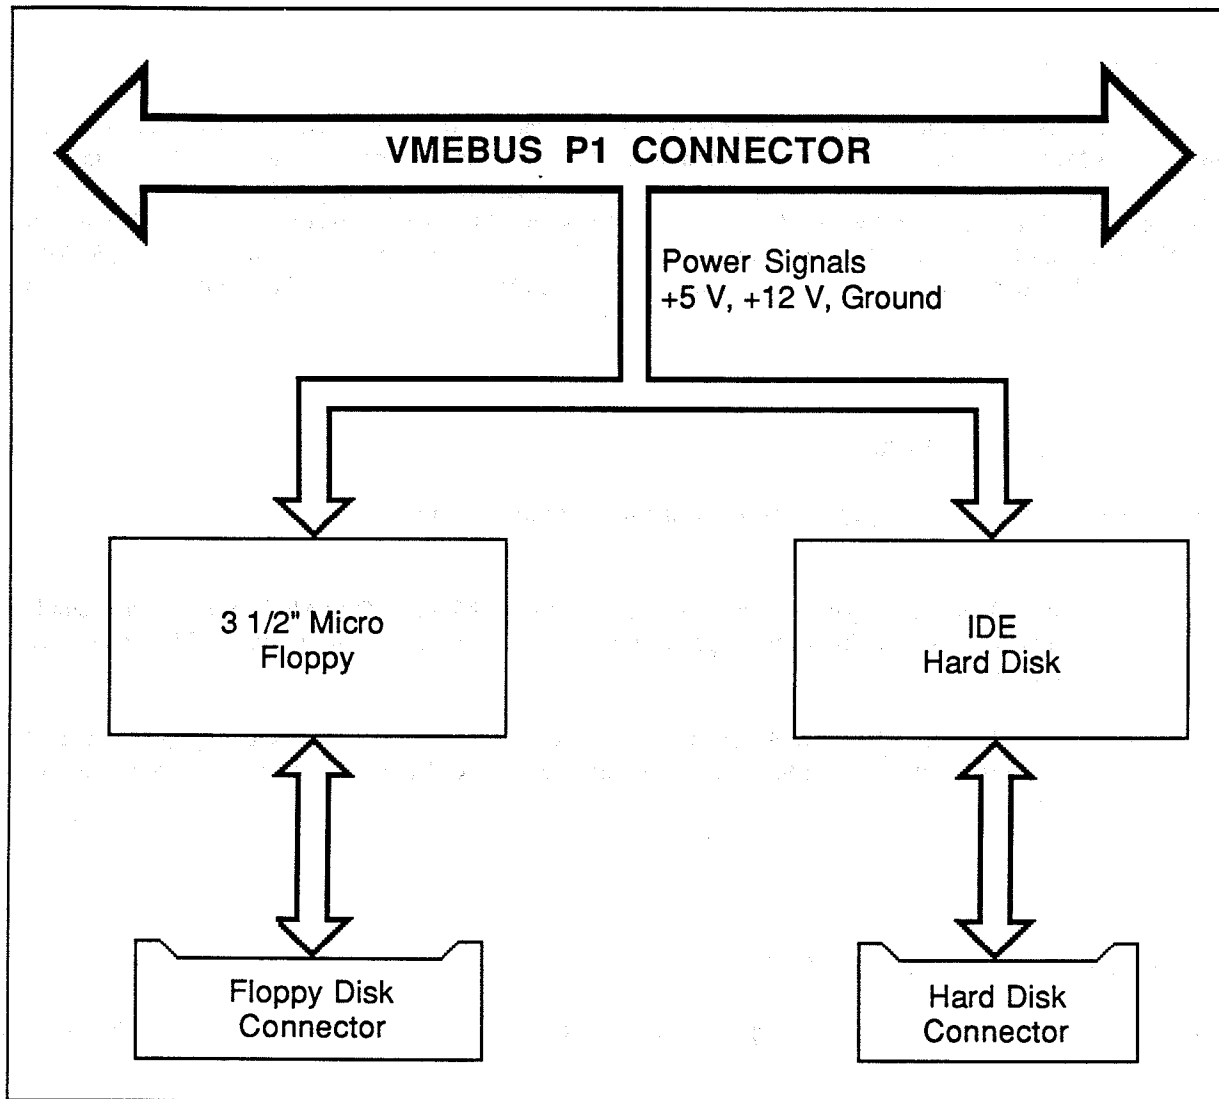 VMEBUS P1 CONNECTOR
Power Signals
+5 V, +12 V, Ground
3 1/2" Micro
Floppy
IDE
Hard Disk
Floppy Disk
Connector
Hard Disk
Connector